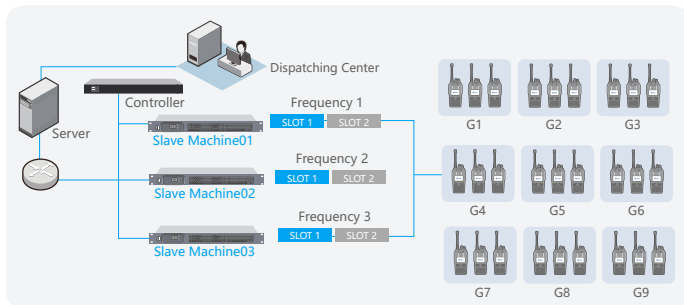 Dispatching Center
Controller
Server
Frequency 1
SLOT 1 SLOT 2
Slave Machine01
Frequency 2
SLOT 1 SLOT 2
Slave Machine02
Frequency 3
SLOT 1 SLOT 2
Slave Machine03
G1 G2 G3
G4 G5 G6
G7 G8 G9